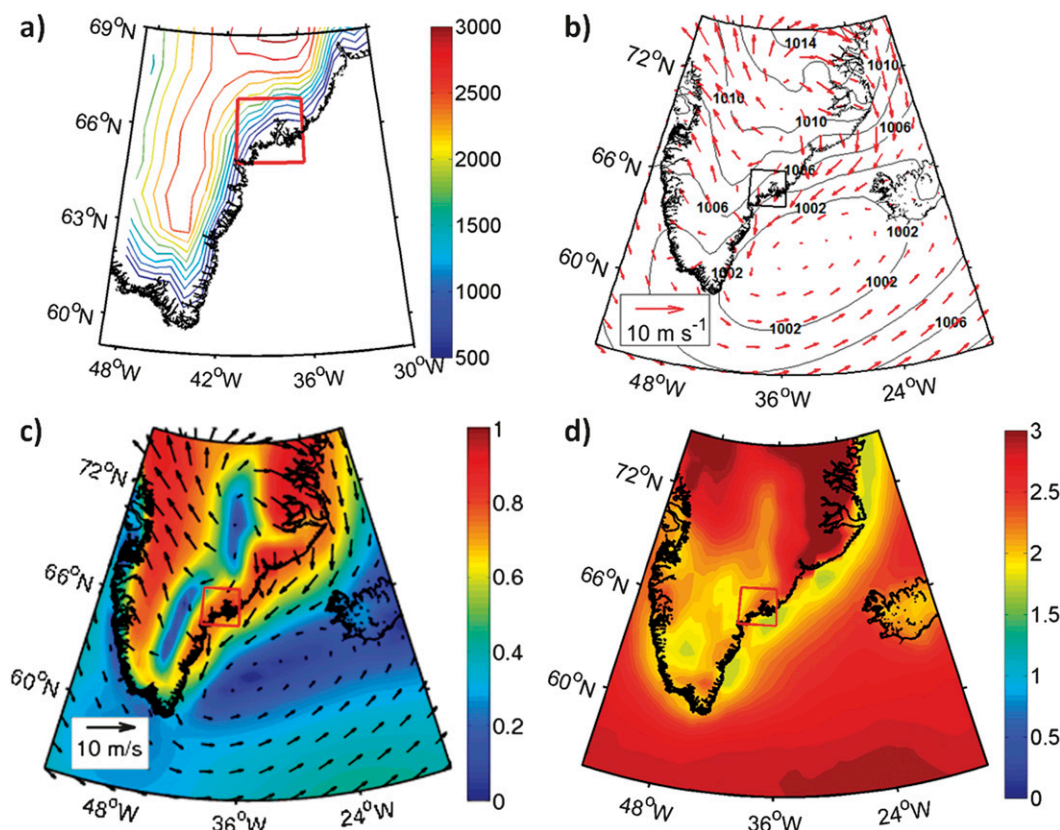 a)
69°N
66°N
63°N
60°N
48°W
42°W
36°W
30°W
3000
2500
2000
1500
1000
500
b)
72°N
66°N
60°N
48°W
36°W
24°W
1014
1010
1010
1010
1006
1006
1006
1002
1002
1002
1002
1002
1006
10 m s⁻¹
c)
72°N
66°N
60°N
48°W
36°W
24°W
10 m/s
1
0.8
0.6
0.4
0.2
0
d)
72°N
66°N
60°N
48°W
36°W
24°W
3
2.5
2
1.5
1
0.5
0